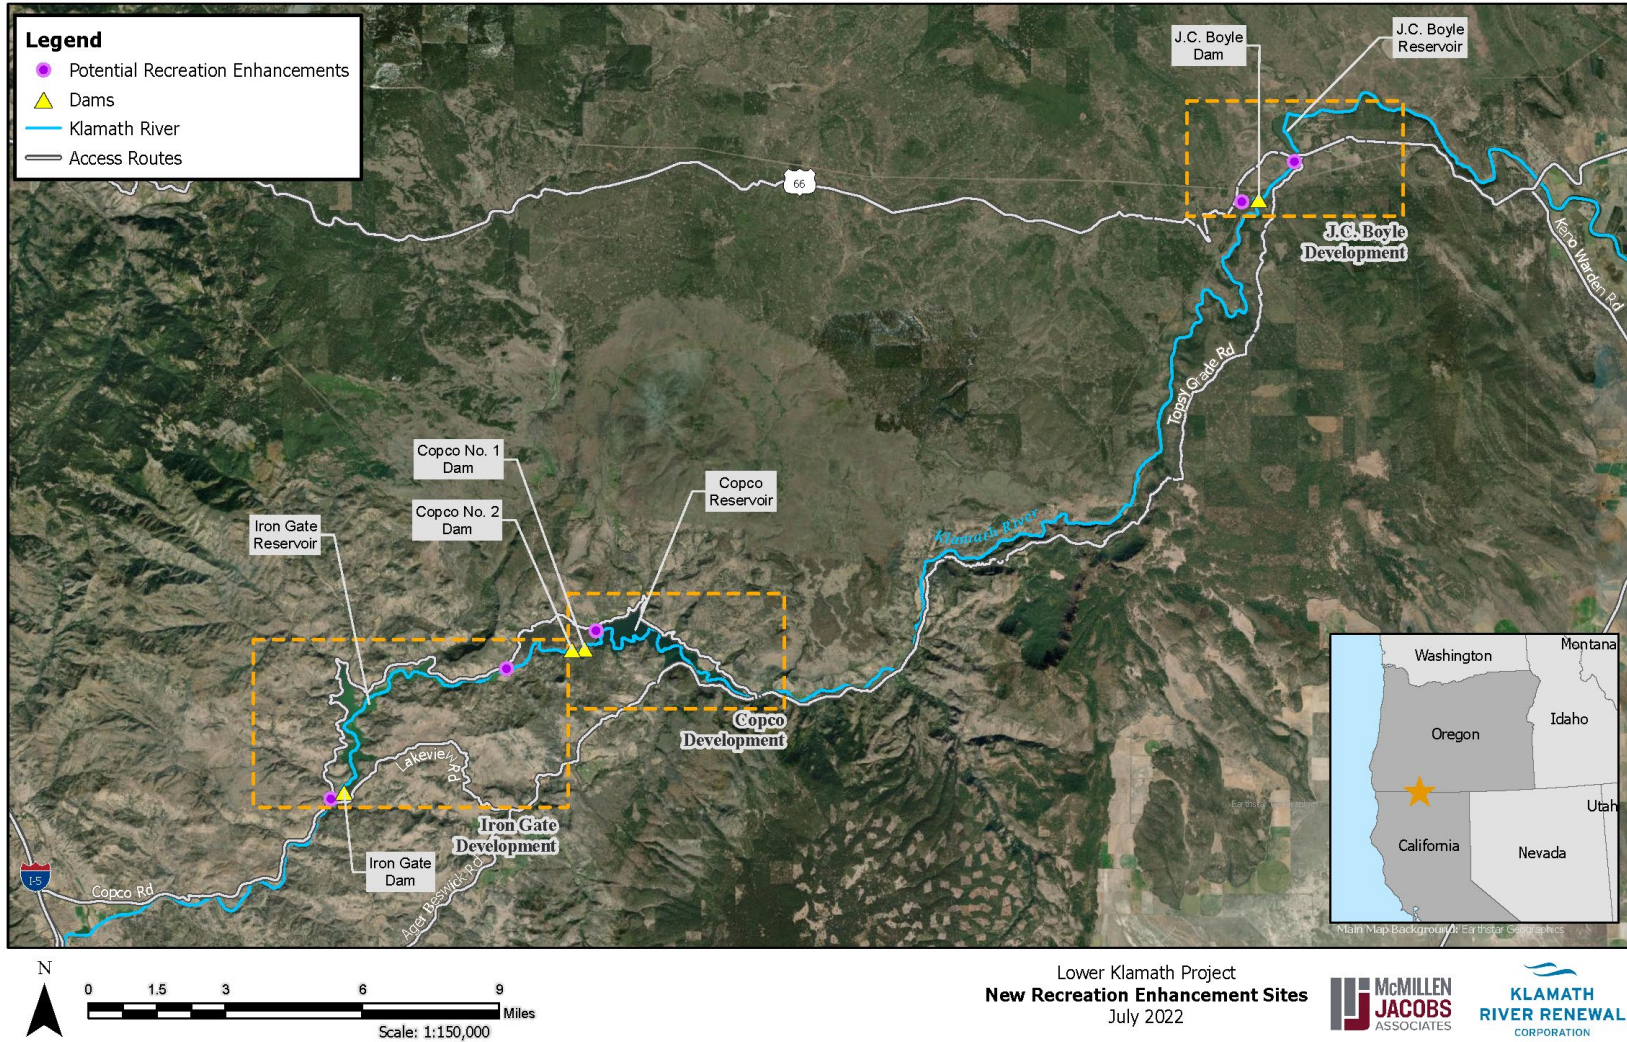 Legend
Potential Recreation Enhancements
Dams
Klamath River
Access Routes
J.C. Boyle
Dam
J.C. Boyle
Reservoir
66
J.C. Boyle
Development
Keno Warden Rd
Topsy Grade Rd
Klamath River
Copco No. 1
Dam
Copco No. 2
Dam
Copco
Reservoir
Iron Gate
Reservoir
Copco
Development
Lakeview Rd
Iron Gate
Development
Iron Gate
Dam
I-5
Copco Rd
Ager Beswick Rd
Earthstar Geographics
Washington
Montana
Oregon
Idaho
California
Nevada
Utah
Main Map Background: Earthstar Geographics
N
0 1.5 3 6 9
Miles
Scale: 1:150,000
Lower Klamath Project
New Recreation Enhancement Sites
July 2022
McMILLEN
JACOBS
ASSOCIATES
KLAMATH
RIVER RENEWAL
CORPORATION